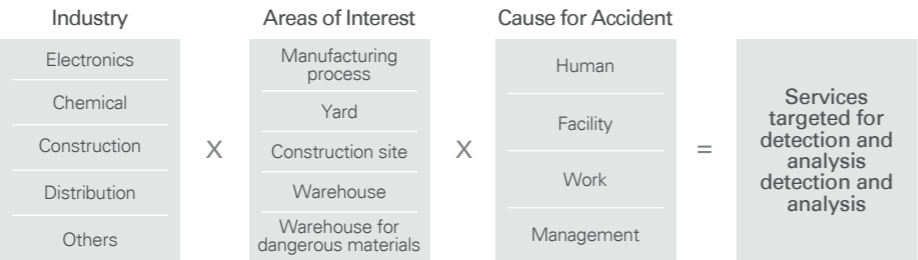 Industry
Electronics
Chemical
Construction
Distribution
Others
X
Areas of Interest
Manufacturing
process
Yard
Construction site
Warehouse
Warehouse for
dangerous materials
X
Cause for Accident
Human
Facility
Work
Management
=
Services
targeted for
detection and
analysis
detection and
analysis